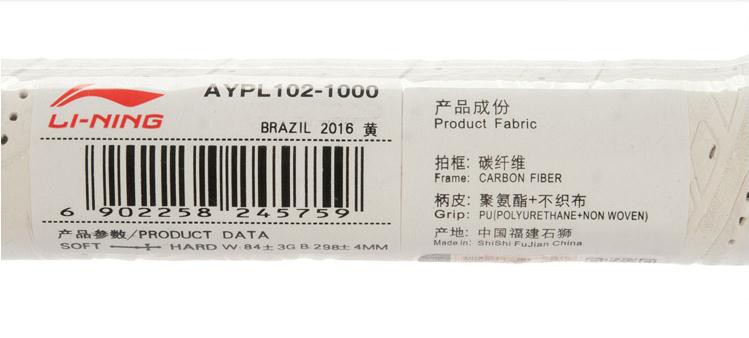 LI-NING
AYPL102-1000
BRAZIL 2016 黄
6 902258 245759
产品参数/PRODUCT DATA
SOFT HARD W:84±3G B:298±4MM
产品成份
Product Fabric
拍框: 碳纤维
Frame: CARBON FIBER
柄皮: 聚氨酯+不织布
Grip: PU(POLYURETHANE+NON WOVEN)
产地: 中国福建石狮
Made in: ShiShi FuJian China